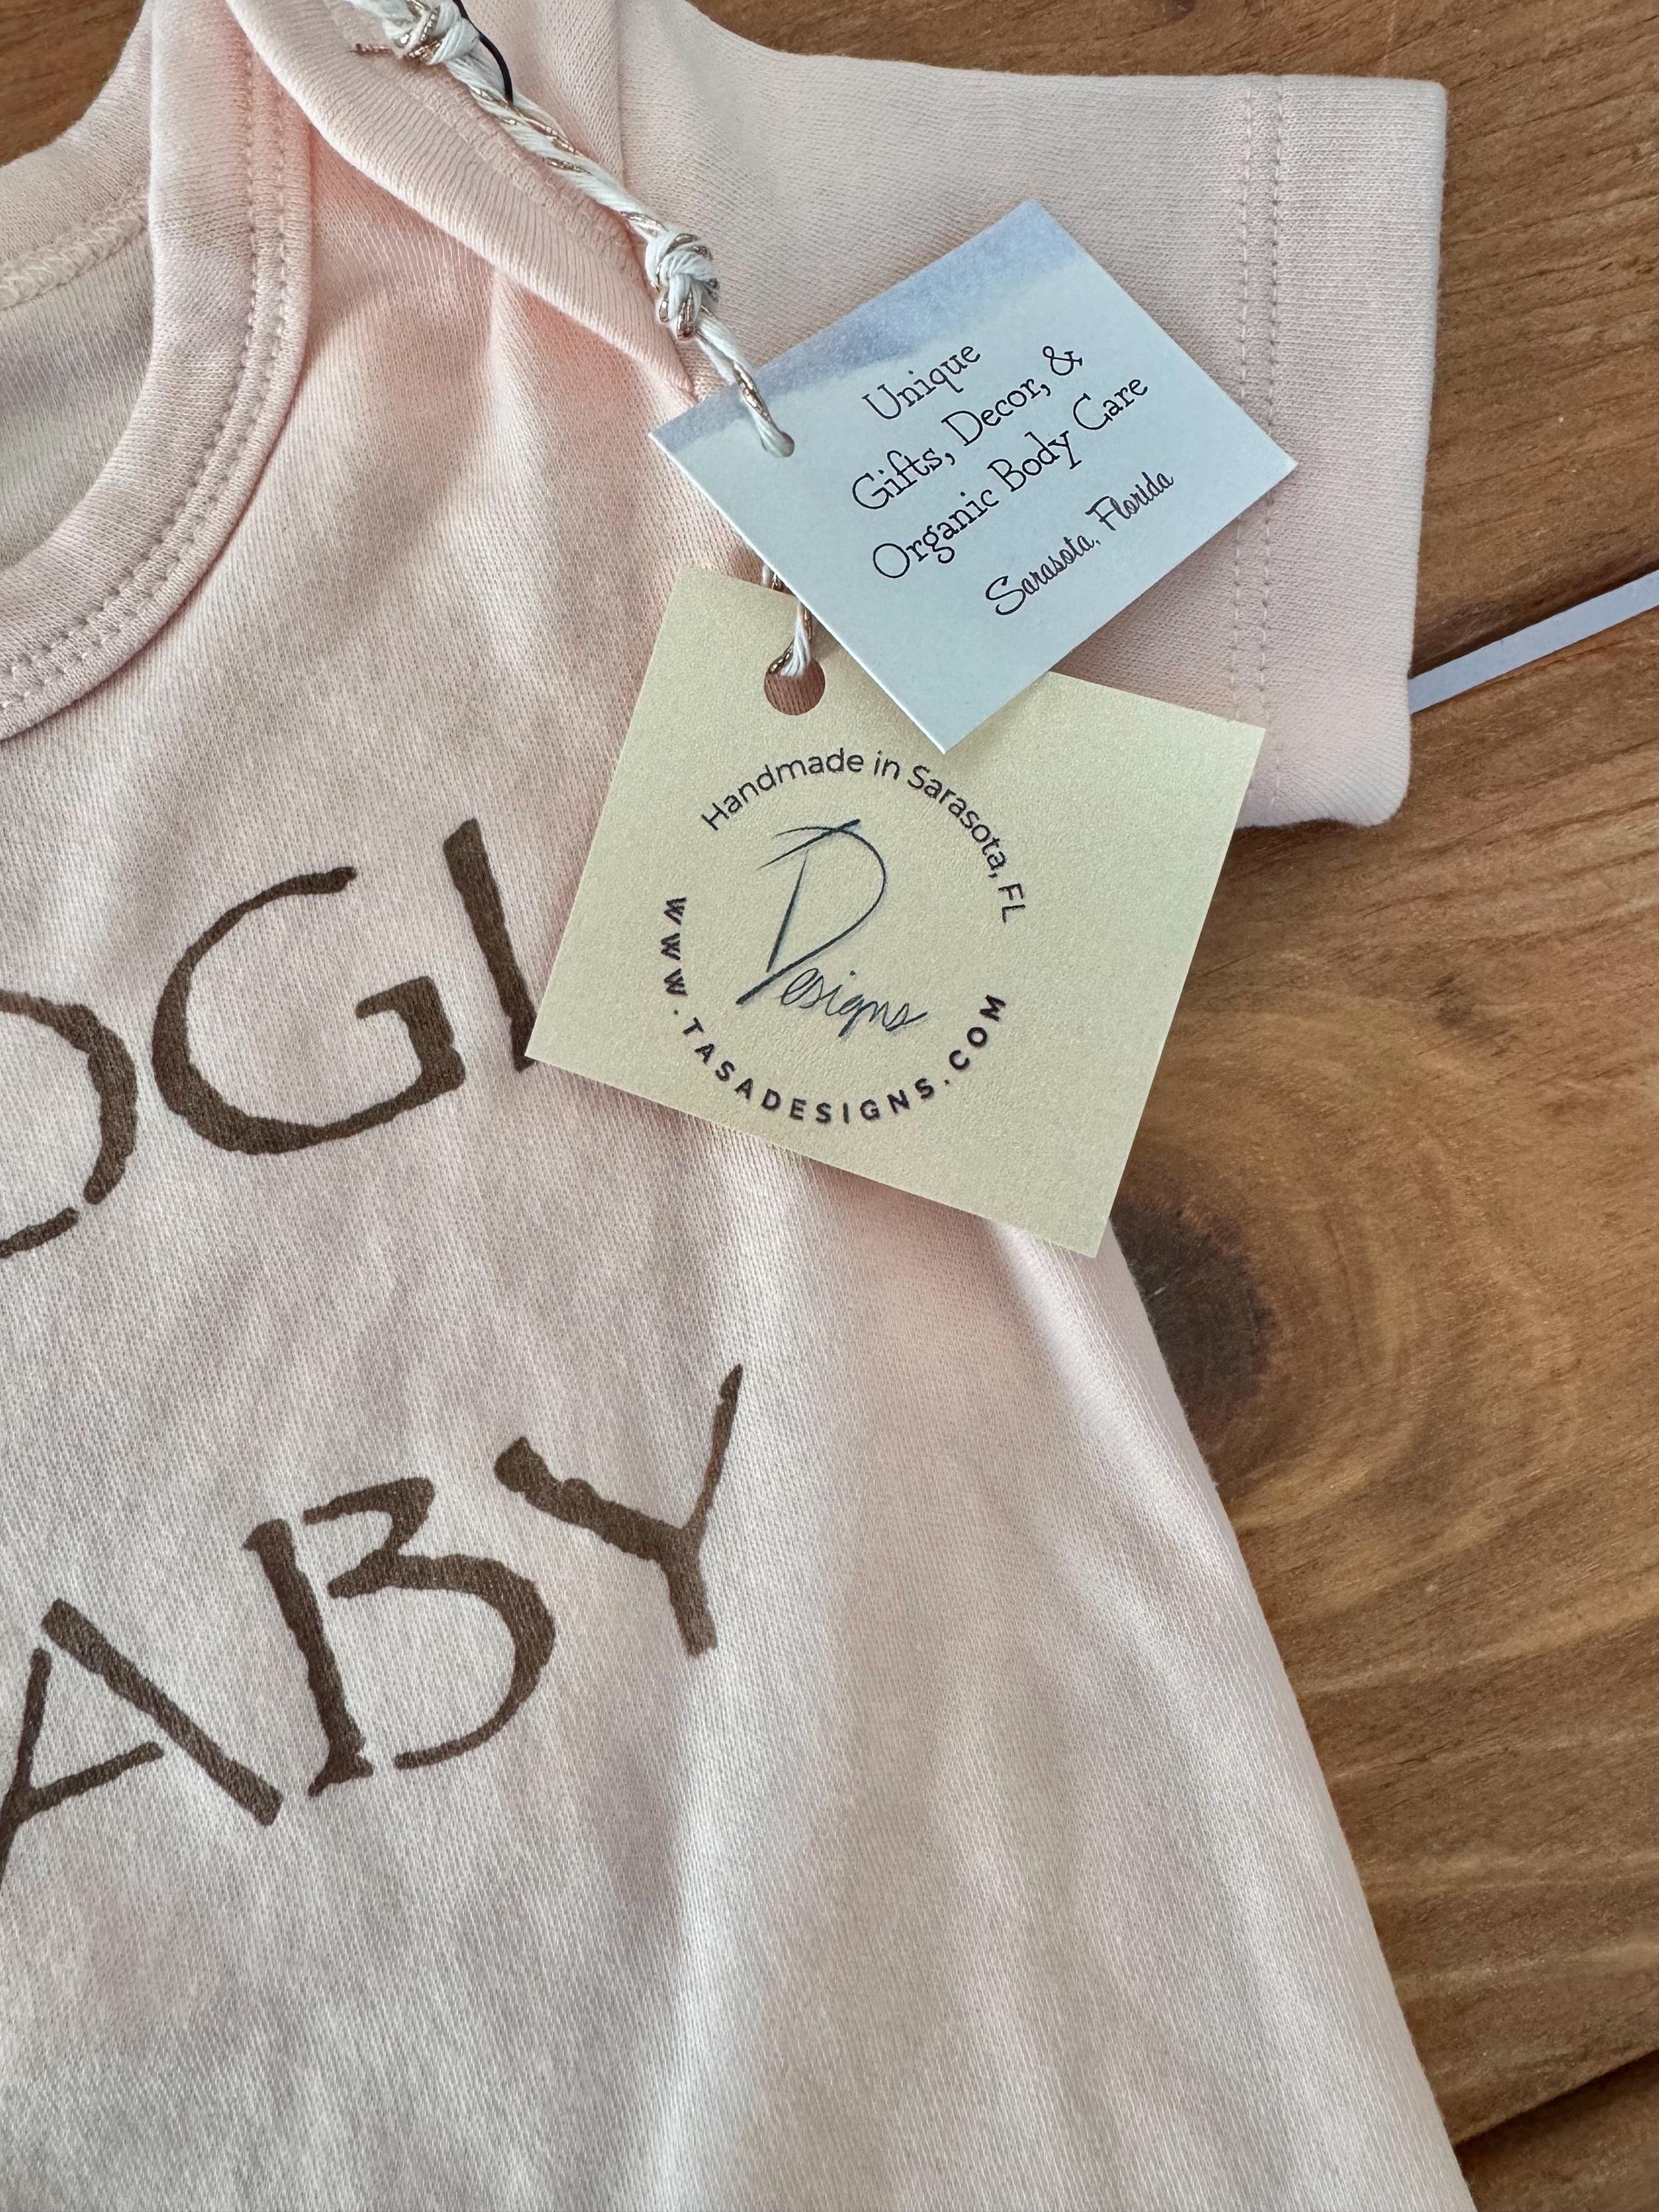 Unique
Gifts, Decor, &
Organic Body Care
Sarasota, Florida
Handmade in Sarasota, FL
Designs
WWW.TASADESIGNS.COM
OGI
ABY